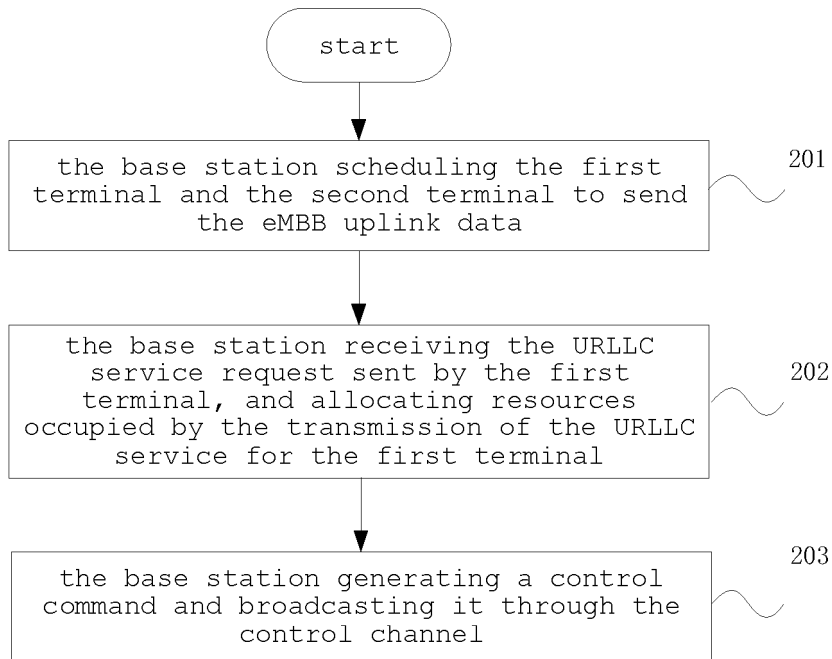 start
the base station scheduling the first
terminal and the second terminal to send
the eMBB uplink data
201
the base station receiving the URLLC
service request sent by the first
terminal, and allocating resources
occupied by the transmission of the URLLC
service for the first terminal
202
the base station generating a control
command and broadcasting it through the
control channel
203